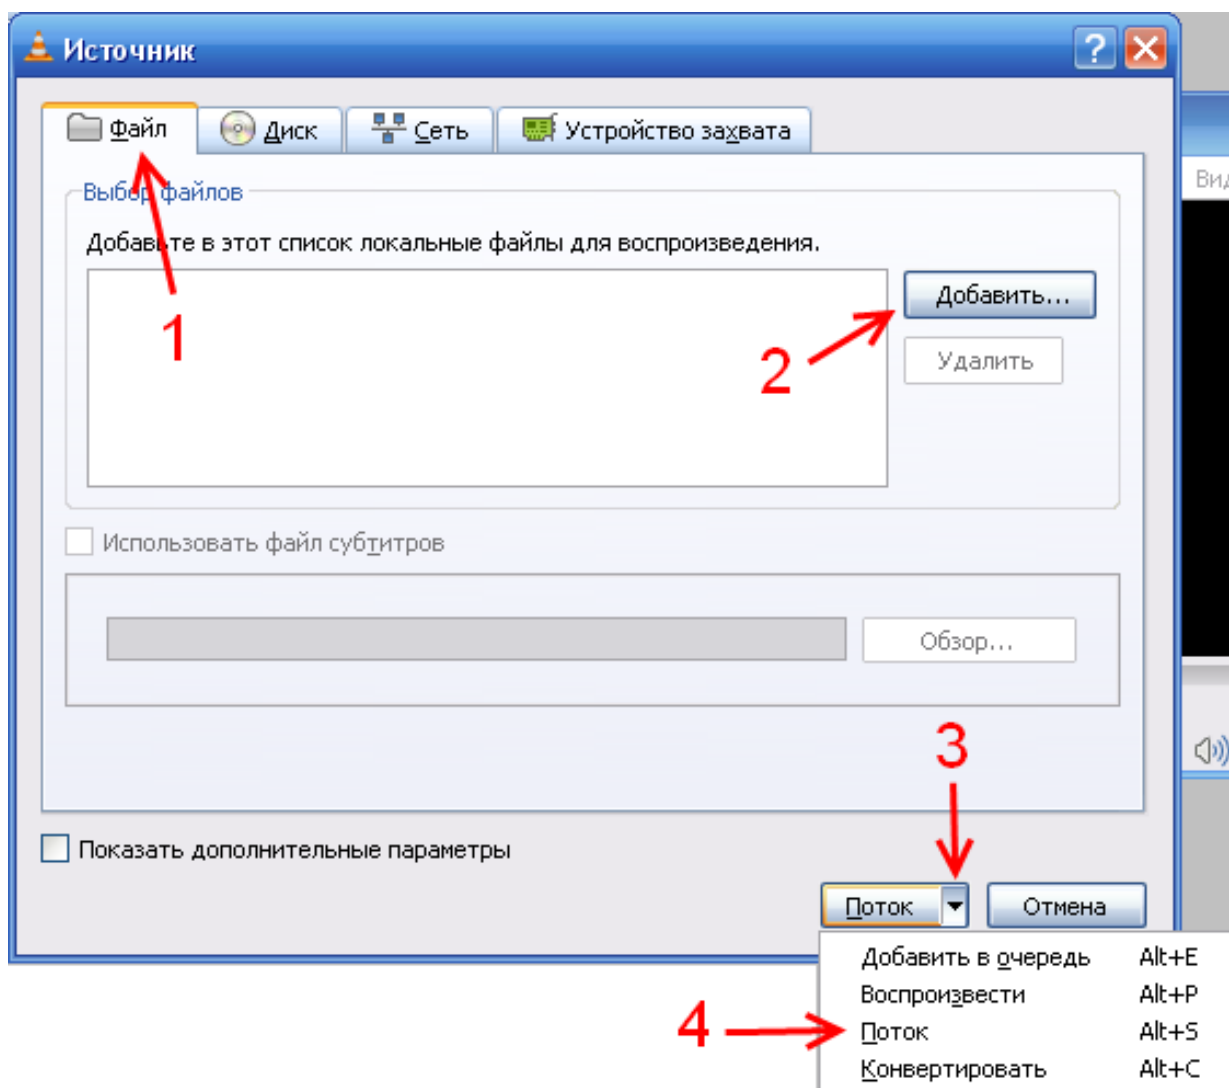 Источник
Файл Диск Сеть Устройство захвата
Выбор файлов
Добавьте в этот список локальные файлы для воспроизведения.
Добавить...
1
2
Удалить
Использовать файл субтитров
Обзор...
3
Показать дополнительные параметры
Поток Отмена
Добавить в очередь Alt+E
Воспроизвести Alt+P
4 Поток Alt+S
Конвертировать Alt+C